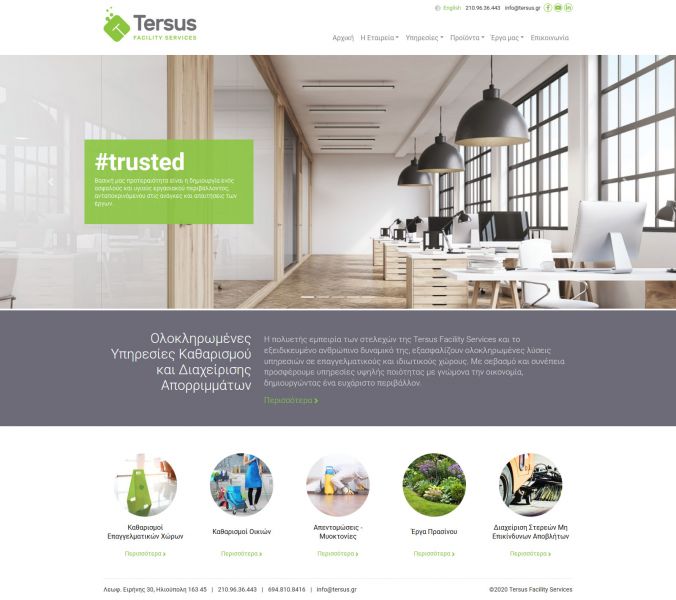 Tersus
FACILITY SERVICES
English 210.96.36.443 info@tersus.gr
Αρχική Η Εταιρεία Υπηρεσίες Προϊόντα Έργα μας Επικοινωνία
#trusted
Βασική μας προτεραιότητα είναι η δημιουργία ενός
ασφαλούς και υγιούς εργασιακού περιβάλλοντος,
ανταποκρινόμενοι στις ανάγκες και απαιτήσεις των
έργων.
Ολοκληρωμένες
Υπηρεσίες Καθαρισμού
και Διαχείρισης
Απορριμμάτων
Η πολυετής εμπειρία των στελεχών της Tersus Facility Services και το
εξειδικευμένο ανθρώπινο δυναμικό της, εξασφαλίζουν ολοκληρωμένες λύσεις
υπηρεσιών σε επαγγελματικούς και ιδιωτικούς χώρους. Με σεβασμό και συνέπεια
προσφέρουμε υπηρεσίες υψηλής ποιότητας με γνώμονα την οικονομία,
δημιουργώντας ένα ευχάριστο περιβάλλον.
Περισσότερα
Καθαρισμοί
Επαγγελματικών Χώρων
Περισσότερα
Καθαρισμοί Οικιών
Περισσότερα
Απεντομώσεις -
Μυοκτονίες
Περισσότερα
Έργα Πρασίνου
Περισσότερα
Διαχείριση Στερεών Μη
Επικίνδυνων Αποβλήτων
Περισσότερα
Λεωφ. Ειρήνης 30, Ηλιούπολη 163 45 | 210.96.36.443 | 694.810.8416 | info@tersus.gr
©2020 Tersus Facility Services